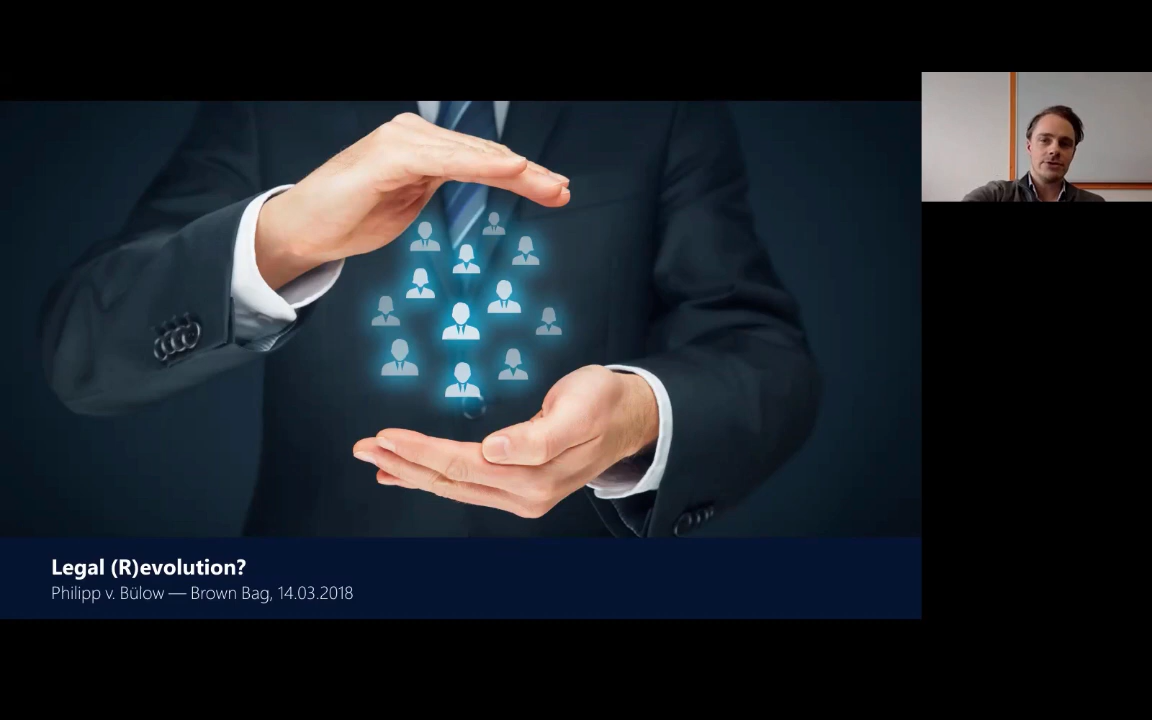 Legal (R)evolution?
Philipp v. Bülow — Brown Bag, 14.03.2018